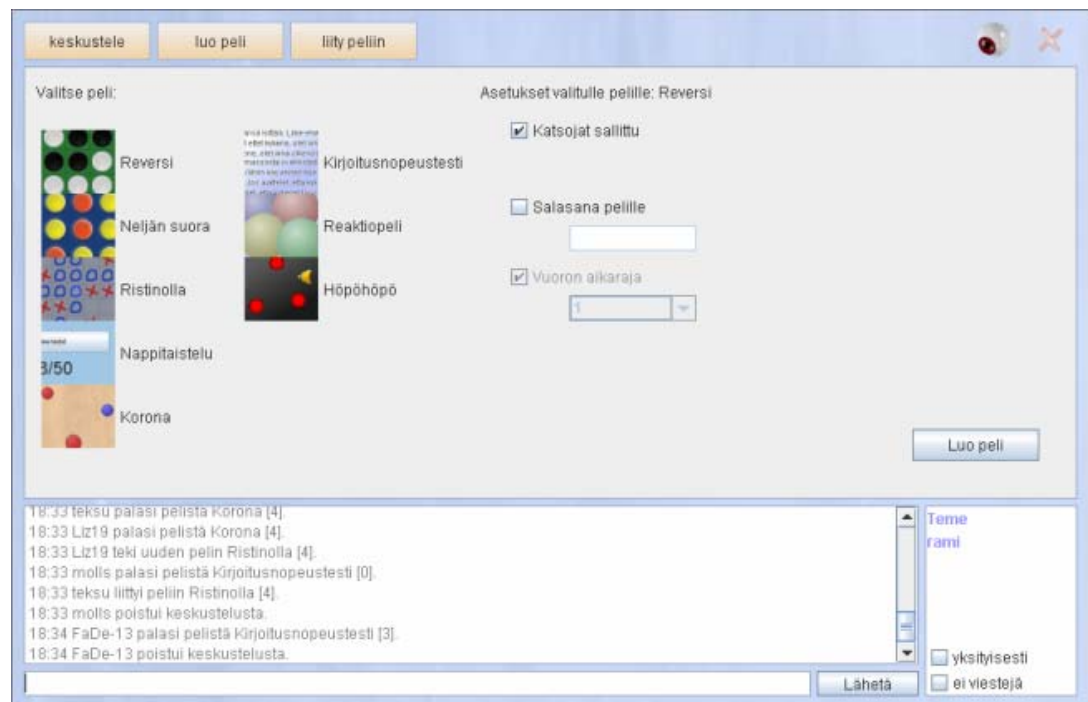 keskustele luo peli liity peliin
Valitse peli:
Asetukset valitulle pelille: Reversi
Reversi
Neljän suora
Ristinolla
Nappitaistelu
3/50
Korona
Kirjoitusnopeustesti
Reaktiopeli
Höpöhöpö
Katsojat sallittu
Salasana pelille
Vuoron aikaraja
1
Luo peli
18:33 teksu palasi pelistä Korona [4].
18:33 Liz19 palasi pelistä Korona [4].
18:33 Liz19 teki uuden pelin Ristinolla [4].
18:33 molls palasi pelistä Kirjoitusnopeustesti [0].
18:33 teksu liittyi peliin Ristinolla [4].
18:33 molls poistui keskustelusta.
18:34 FaDe-13 palasi pelistä Kirjoitusnopeustesti [3].
18:34 FaDe-13 poistui keskustelusta.
Teme
rami
yksityisesti
ei viestejä
Lähetä